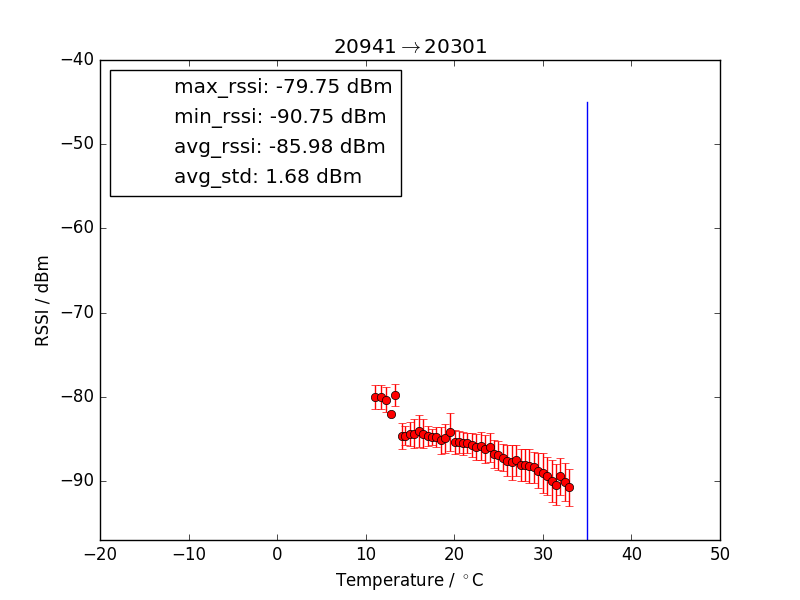 20941→20301
max_rssi: -79.75 dBm
min_rssi: -90.75 dBm
avg_rssi: -85.98 dBm
avg_std: 1.68 dBm
−40
−50
−60
−70
−80
−90
RSSI / dBm
−20 −10 0 10 20 30 40 50
Temperature / °C